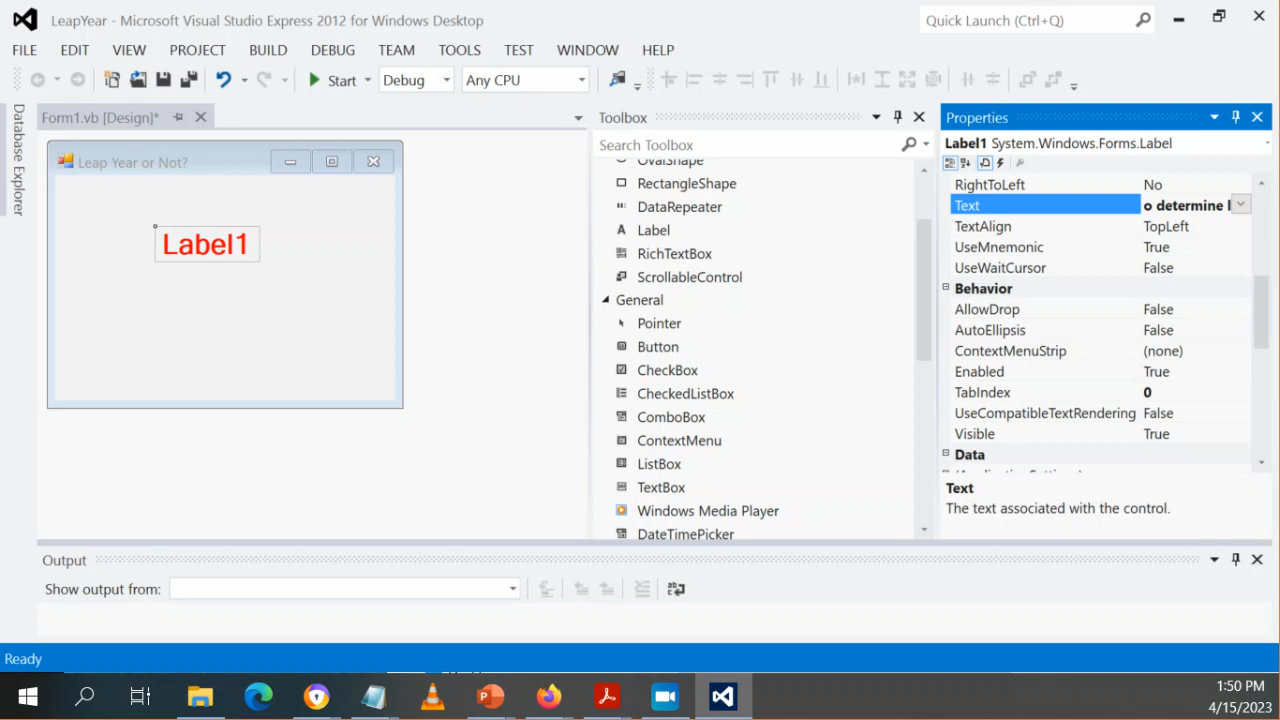 LeapYear - Microsoft Visual Studio Express 2012 for Windows Desktop
Quick Launch (Ctrl+Q)
FILE EDIT VIEW PROJECT BUILD DEBUG TEAM TOOLS TEST WINDOW HELP
Start Debug Any CPU
Database Explorer
Form1.vb [Design]*
Leap Year or Not?
Label1
Toolbox
Search Toolbox
OvalShape
RectangleShape
DataRepeater
Label
RichTextBox
ScrollableControl
General
Pointer
Button
CheckBox
CheckedListBox
ComboBox
ContextMenu
ListBox
TextBox
Windows Media Player
DateTimePicker
Properties
Label1 System.Windows.Forms.Label
RightToLeft No
Text o determine l
TextAlign TopLeft
UseMnemonic True
UseWaitCursor False
Behavior
AllowDrop False
AutoEllipsis False
ContextMenuStrip (none)
Enabled True
TabIndex 0
UseCompatibleTextRendering False
Visible True
Data
Text
The text associated with the control.
Output
Show output from:
Ready
1:50 PM
4/15/2023